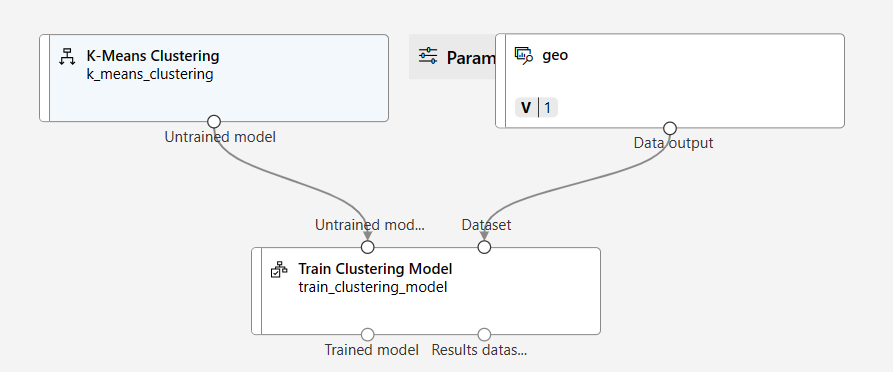 K-Means Clustering
k_means_clustering
Untrained model
Param
geo
V 1
Data output
Untrained mod...
Dataset
Train Clustering Model
train_clustering_model
Trained model
Results datas...